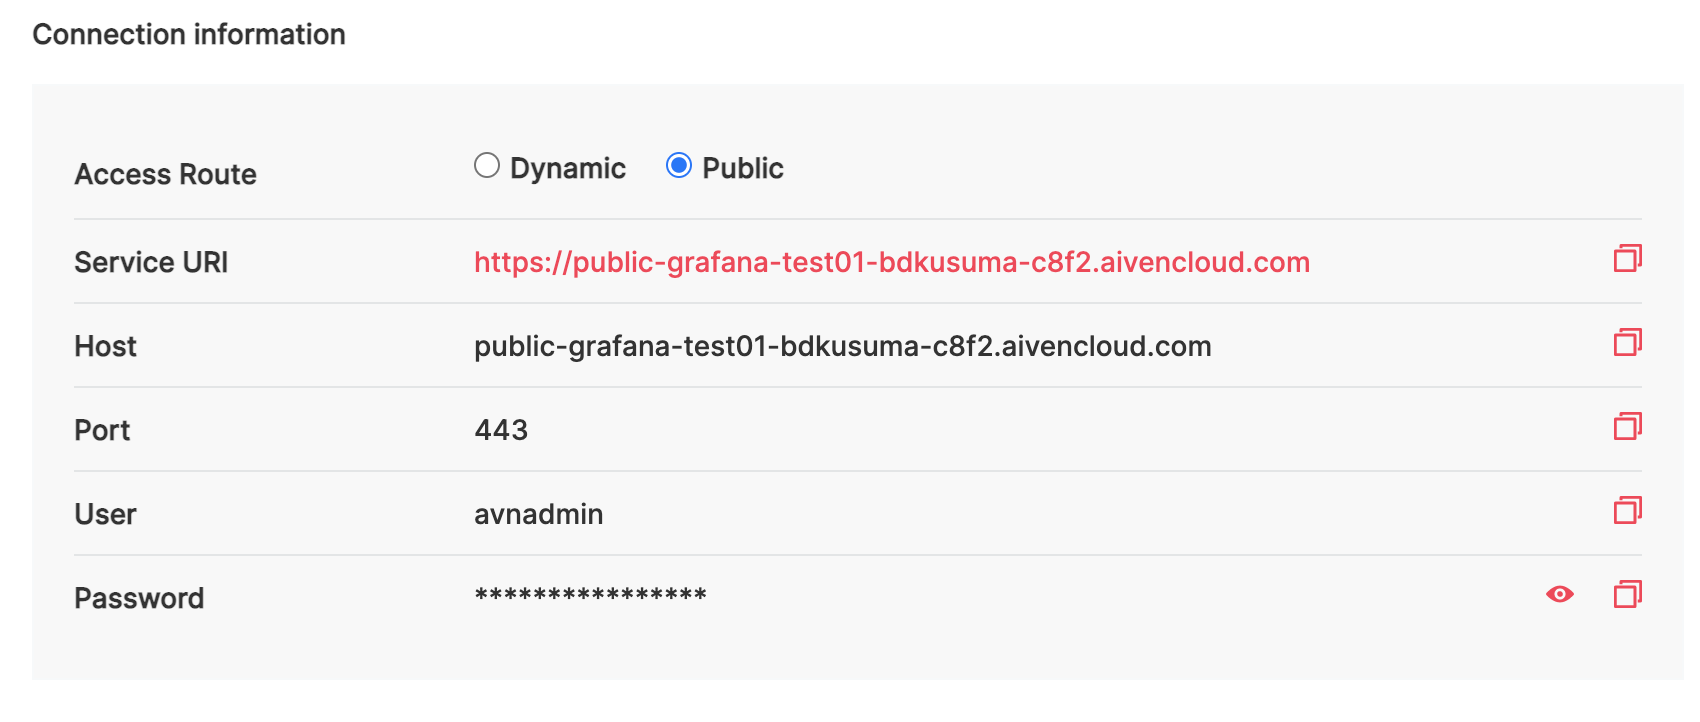 Connection information
Access Route Dynamic Public
Service URI https://public-grafana-test01-bdkusuma-c8f2.aivencloud.com
Host public-grafana-test01-bdkusuma-c8f2.aivencloud.com
Port 443
User avnadmin
Password ****************